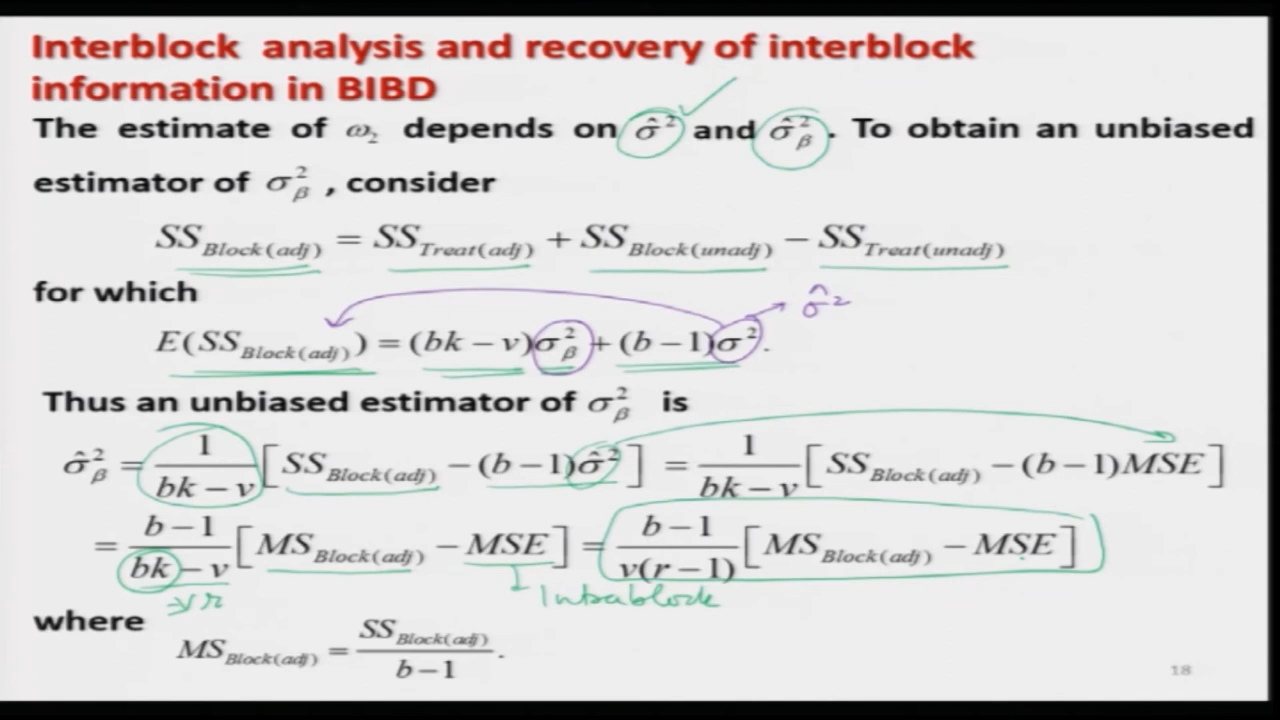 Interblock analysis and recovery of interblock
information in BIBD
The estimate of ω₂ depends on σ̂² and σ̂²_β . To obtain an unbiased
estimator of σ²_β , consider
SS_Block(adj) = SS_Treat(adj) + SS_Block(unadj) − SS_Treat(unadj)
for which
σ̂²
E(SS_Block(adj)) = (bk − v)σ²_β + (b − 1)σ².
Thus an unbiased estimator of σ²_β is
σ̂²_β = 1/(bk − v) [SS_Block(adj) − (b − 1)σ̂²] = 1/(bk − v) [SS_Block(adj) − (b − 1)MSE]
= (b − 1)/(bk − v) [MS_Block(adj) − MSE] = (b − 1)/(v(r − 1)) [MS_Block(adj) − MSE]
vr Intrablock
where
MS_Block(adj) = SS_Block(adj)/(b − 1).
18